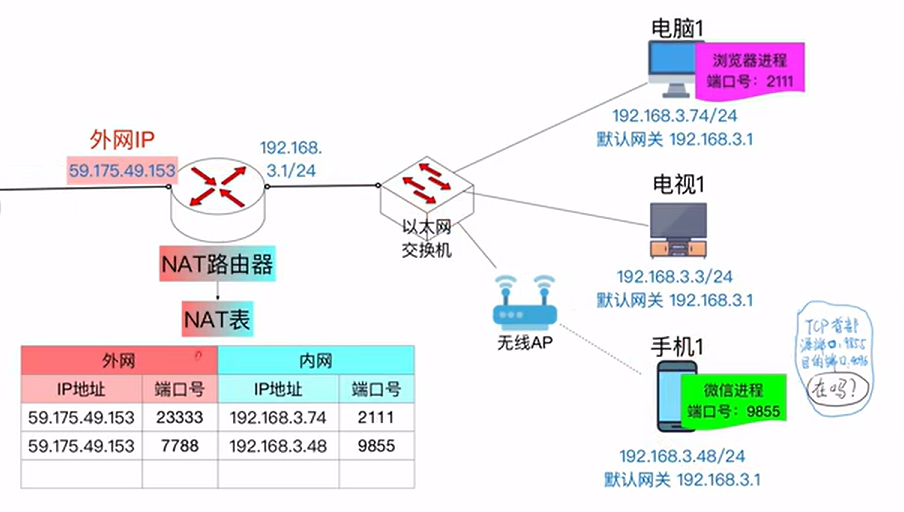 电脑1
浏览器进程
端口号：2111
192.168.3.74/24
默认网关 192.168.3.1
外网IP
59.175.49.153
192.168.
3.1/24
以太网
交换机
电视1
192.168.3.3/24
默认网关 192.168.3.1
NAT路由器
NAT表
无线AP
手机1
微信进程
端口号：9855
192.168.3.48/24
默认网关 192.168.3.1
TCP首部
源端口:9855
目的端口:4096
在吗?
外网 内网
IP地址 端口号 IP地址 端口号
59.175.49.153 23333 192.168.3.74 2111
59.175.49.153 7788 192.168.3.48 9855